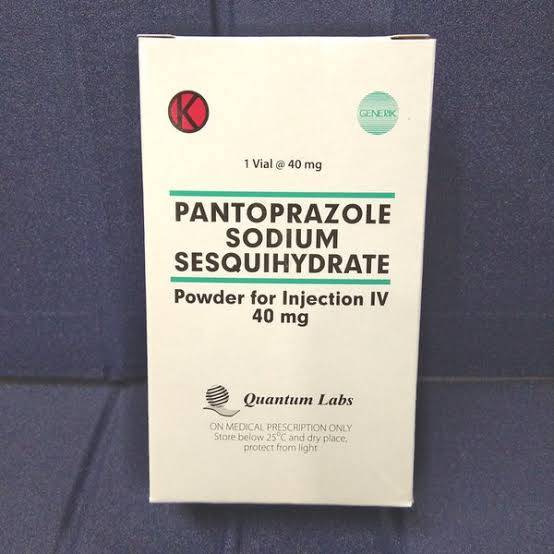 K
GENERIK
1 Vial @ 40 mg
PANTOPRAZOLE
SODIUM
SESQUIHYDRATE
Powder for Injection IV
40 mg
Quantum Labs
ON MEDICAL PRESCRIPTION ONLY
Store below 25°C and dry place,
protect from light